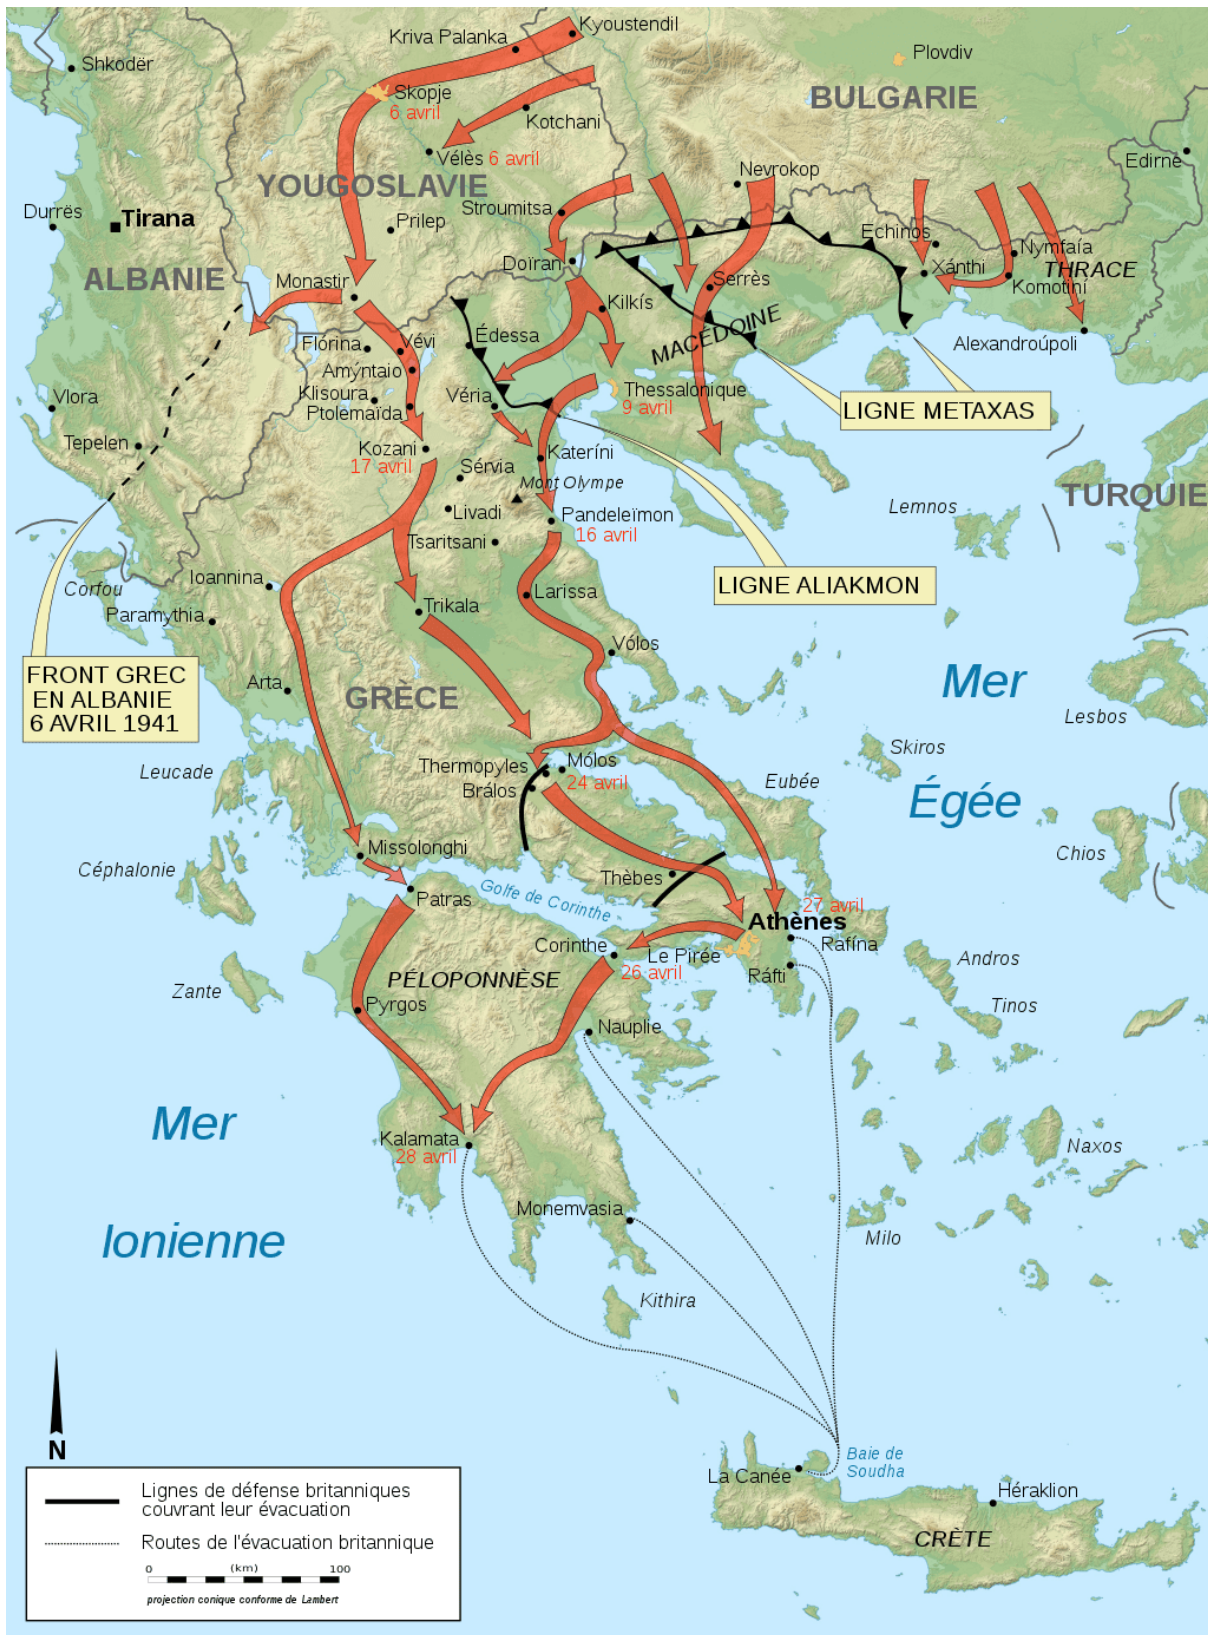 Kyoustendil
Kriva Palanka
Plovdiv
Shkodër
Skopje
6 avril
BULGARIE
Kotchani
Vélès 6 avril
Edirne
Nevrokop
YOUGOSLAVIE
Stroumitsa
Durrës
Tirana
Prilep
Echinos
Nymfaía
Doïran
Xánthi
THRACE
ALBANIE
Monastir
Serrès
Komotiní
Kilkís
MACÉDOINE
Édessa
Flórina
Vévi
Alexandroúpoli
Amýntaio
Klisoura
Ptolemaïda
Véria
Thessalonique
9 avril
Vlora
LIGNE METAXAS
Tepelen
Kozani
17 avril
Kateríni
Sérvia
Mont Olympe
TURQUIE
Lemnos
Livadi
Pandeleïmon
16 avril
Tsaritsani
Ioannina
LIGNE ALIAKMON
Corfou
Larissa
Paramythia
Trikala
Vólos
FRONT GREC
EN ALBANIE
6 AVRIL 1941
Arta
GRÈCE
Mer
Égée
Lesbos
Skiros
Leucade
Thermopyles
Mólos
24 avril
Brálos
Eubée
Missolonghi
Chios
Céphalonie
Thèbes
Golfe de Corinthe
Patras
27 avril
Athènes
Rafína
Corinthe
Le Pirée
26 avril
Ráfti
Andros
PÉLOPONNÈSE
Zante
Pyrgos
Tinos
Nauplie
Mer
Ionienne
Kalamata
28 avril
Naxos
Monemvasia
Milo
Kithira
N
Baie de
Soudha
La Canée
Héraklion
CRÈTE
Lignes de défense britanniques
couvrant leur évacuation
Routes de l'évacuation britannique
0 (km) 100
projection conique conforme de Lambert